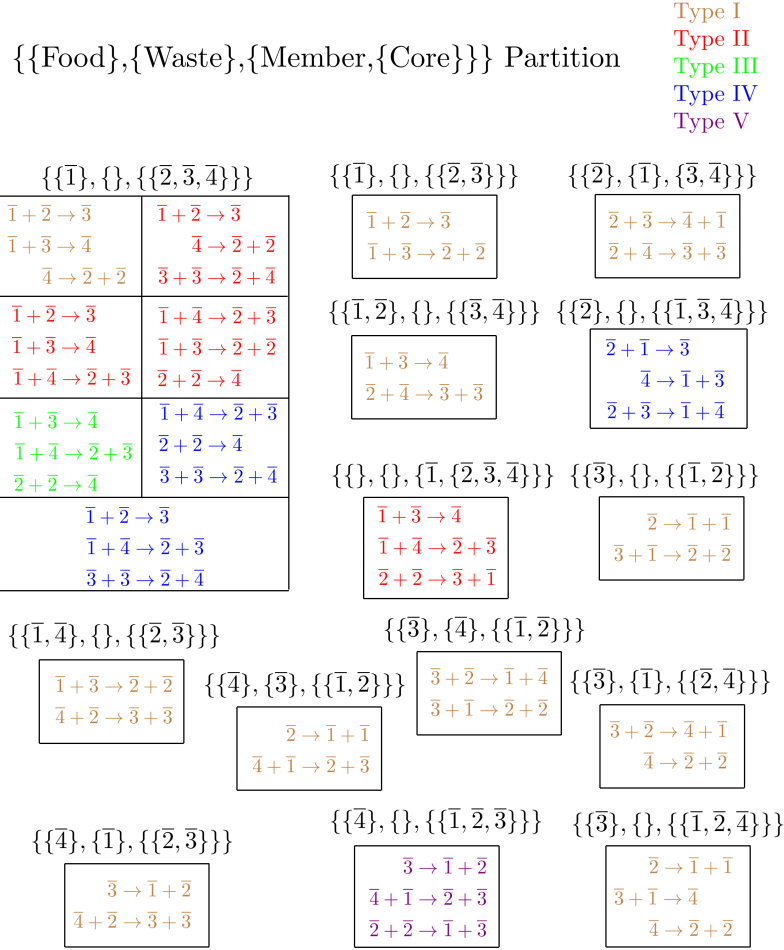 Type I
Type II
Type III
Type IV
Type V
{{Food},{Waste},{Member,{Core}}} Partition
{{1̅}, {}, {{2̅, 3̅, 4̅}}}
1̅ + 2̅ → 3̅
1̅ + 3̅ → 4̅
4̅ → 2̅ + 2̅
1̅ + 2̅ → 3̅
4̅ → 2̅ + 2̅
3̅ + 3̅ → 2̅ + 4̅
1̅ + 2̅ → 3̅
1̅ + 3̅ → 4̅
1̅ + 4̅ → 2̅ + 3̅
1̅ + 4̅ → 2̅ + 3̅
1̅ + 3̅ → 2̅ + 2̅
2̅ + 2̅ → 4̅
1̅ + 3̅ → 4̅
1̅ + 4̅ → 2̅ + 3̅
2̅ + 2̅ → 4̅
1̅ + 4̅ → 2̅ + 3̅
2̅ + 2̅ → 4̅
3̅ + 3̅ → 2̅ + 4̅
1̅ + 2̅ → 3̅
1̅ + 4̅ → 2̅ + 3̅
3̅ + 3̅ → 2̅ + 4̅
{{1̅}, {}, {{2̅, 3̅}}}
1̅ + 2̅ → 3̅
1̅ + 3̅ → 2̅ + 2̅
{{2̅}, {1̅}, {3̅, 4̅}}}
2̅ + 3̅ → 4̅ + 1̅
2̅ + 4̅ → 3̅ + 3̅
{{1̅, 2̅}, {}, {{3̅, 4̅}}}
1̅ + 3̅ → 4̅
2̅ + 4̅ → 3̅ + 3̅
{{2̅}, {}, {{1̅, 3̅, 4̅}}}
2̅ + 1̅ → 3̅
4̅ → 1̅ + 3̅
2̅ + 3̅ → 1̅ + 4̅
{{}, {}, {1̅, {2̅, 3̅, 4̅}}}
1̅ + 3̅ → 4̅
1̅ + 4̅ → 2̅ + 3̅
2̅ + 2̅ → 3̅ + 1̅
{{3̅}, {}, {{1̅, 2̅}}}
2̅ → 1̅ + 1̅
3̅ + 1̅ → 2̅ + 2̅
{{1̅, 4̅}, {}, {{2̅, 3̅}}}
1̅ + 3̅ → 2̅ + 2̅
4̅ + 2̅ → 3̅ + 3̅
{{4̅}, {3̅}, {{1̅, 2̅}}}
2̅ → 1̅ + 1̅
4̅ + 1̅ → 2̅ + 3̅
{{3̅}, {4̅}, {{1̅, 2̅}}}
3̅ + 2̅ → 1̅ + 4̅
3̅ + 1̅ → 2̅ + 2̅
{{3̅}, {1̅}, {{2̅, 4̅}}}
3̅ + 2̅ → 4̅ + 1̅
4̅ → 2̅ + 2̅
{{4̅}, {1̅}, {{2̅, 3̅}}}
3̅ → 1̅ + 2̅
4̅ + 2̅ → 3̅ + 3̅
{{4̅}, {}, {{1̅, 2̅, 3̅}}}
3̅ → 1̅ + 2̅
4̅ + 1̅ → 2̅ + 3̅
2̅ + 2̅ → 1̅ + 3̅
{{3̅}, {}, {{1̅, 2̅, 4̅}}}
2̅ → 1̅ + 1̅
3̅ + 1̅ → 4̅
4̅ → 2̅ + 2̅